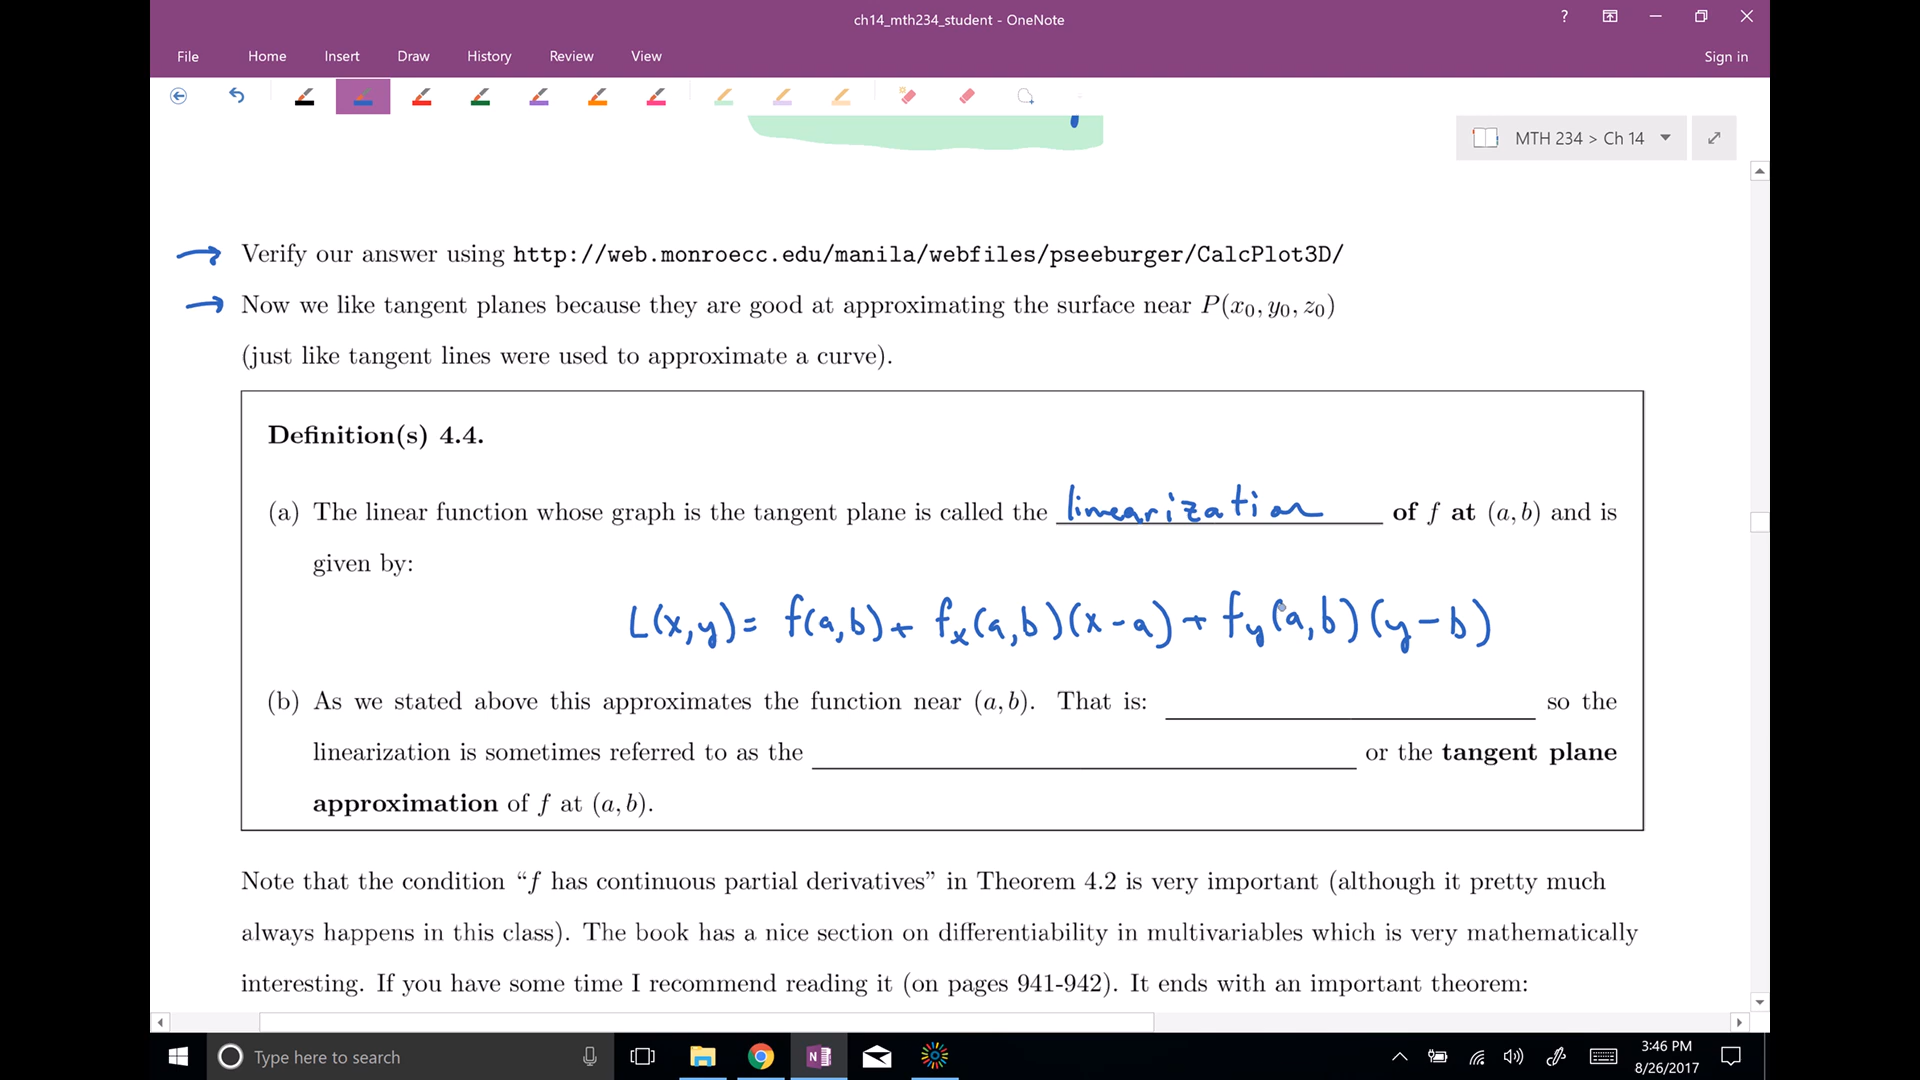 ch14_mth234_student - OneNote
File Home Insert Draw History Review View Sign in
MTH 234 > Ch 14
Verify our answer using http://web.monroecc.edu/manila/webfiles/pseeburger/CalcPlot3D/
Now we like tangent planes because they are good at approximating the surface near P(x₀, y₀, z₀)
(just like tangent lines were used to approximate a curve).
Definition(s) 4.4.
(a) The linear function whose graph is the tangent plane is called the linearization of f at (a, b) and is
given by:
L(x,y) = f(a,b) + fₓ(a,b)(x-a) + f_y(a,b)(y-b)
(b) As we stated above this approximates the function near (a, b). That is: ____ so the
linearization is sometimes referred to as the ____ or the tangent plane
approximation of f at (a, b).
Note that the condition “f has continuous partial derivatives” in Theorem 4.2 is very important (although it pretty much
always happens in this class). The book has a nice section on differentiability in multivariables which is very mathematically
interesting. If you have some time I recommend reading it (on pages 941-942). It ends with an important theorem:
Type here to search
3:46 PM
8/26/2017